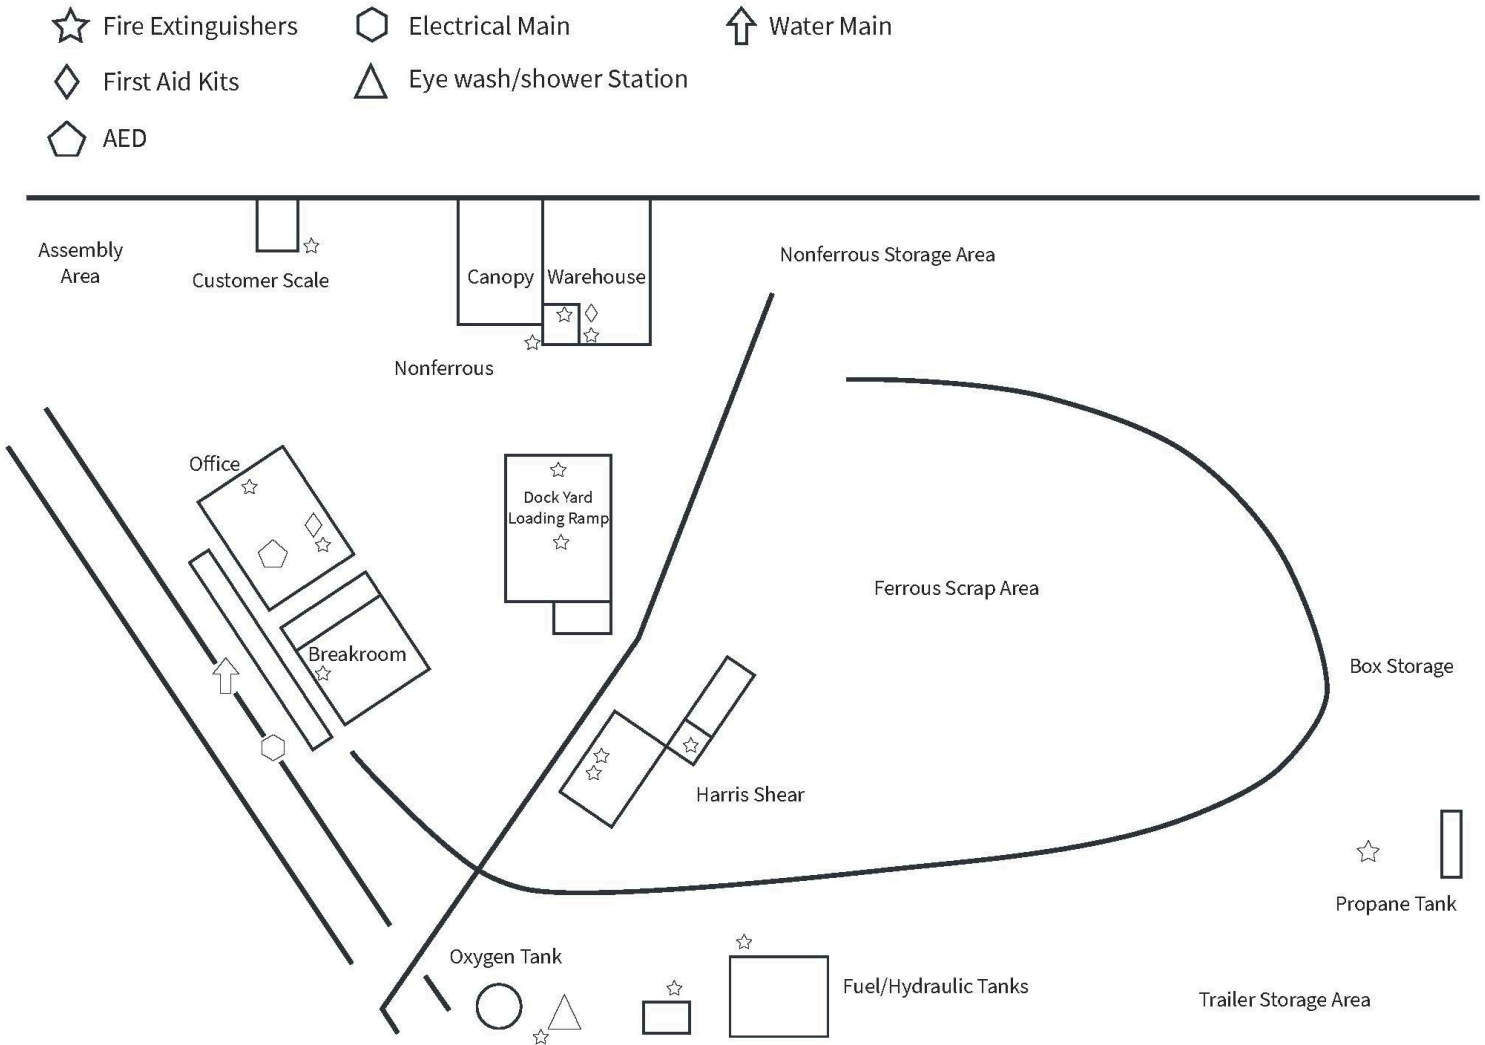 Fire Extinguishers
Electrical Main
Water Main
First Aid Kits
Eye wash/shower Station
AED
Assembly
Area
Customer Scale
Canopy
Warehouse
Nonferrous Storage Area
Nonferrous
Office
Dock Yard
Loading Ramp
Ferrous Scrap Area
Breakroom
Box Storage
Harris Shear
Propane Tank
Oxygen Tank
Fuel/Hydraulic Tanks
Trailer Storage Area